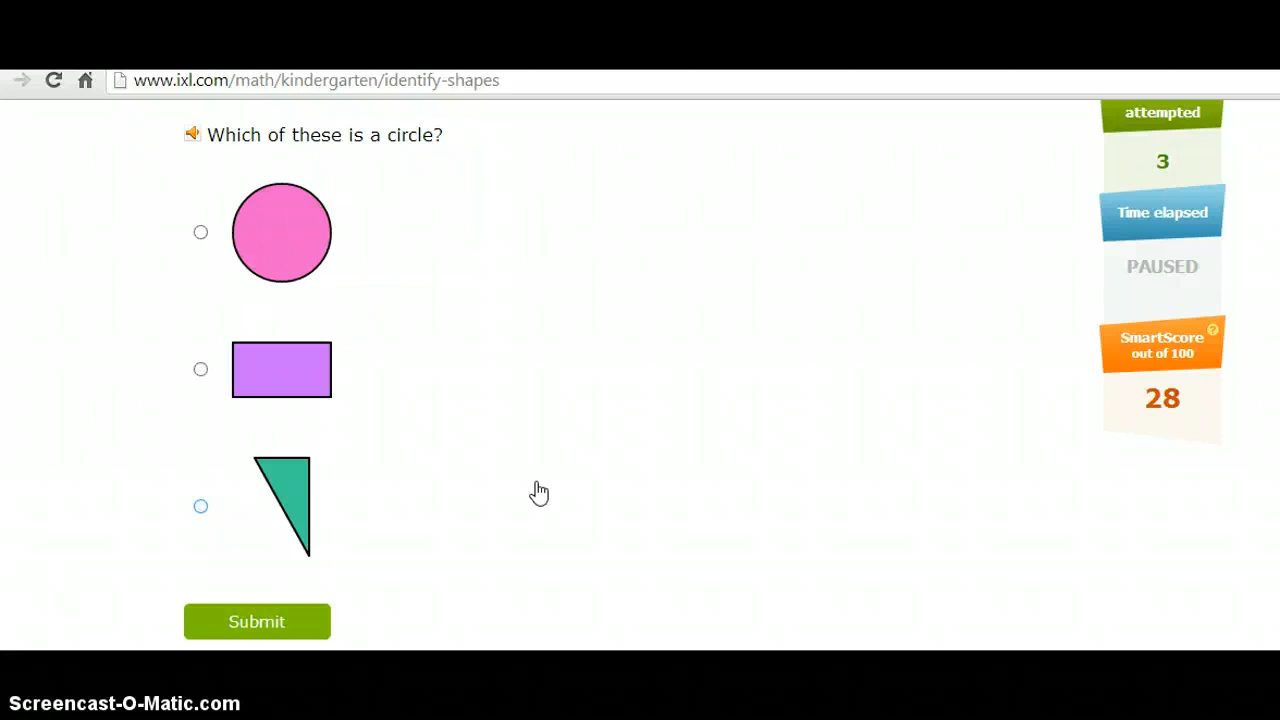 www.ixl.com/math/kindergarten/identify-shapes
attempted
Which of these is a circle?
3
Time elapsed
PAUSED
SmartScore ?
out of 100
28
Submit
Screencast-O-Matic.com